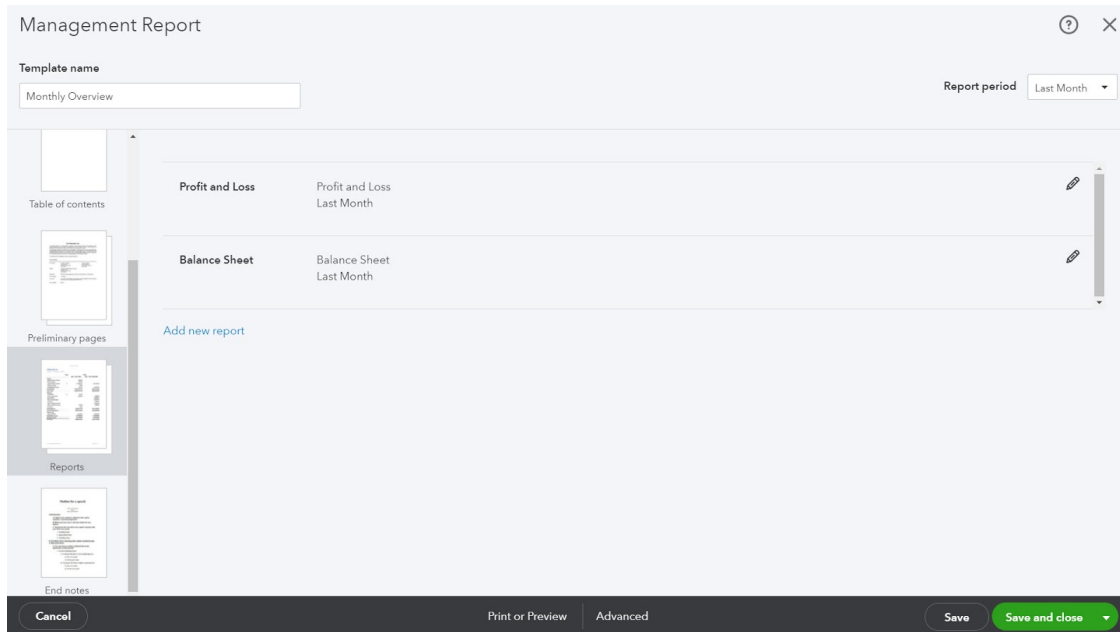 Management Report
Template name
Monthly Overview
Report period
Last Month
Table of contents
Preliminary pages
Reports
End notes
Profit and Loss
Profit and Loss
Last Month
Balance Sheet
Balance Sheet
Last Month
Add new report
Cancel
Print or Preview
Advanced
Save
Save and close